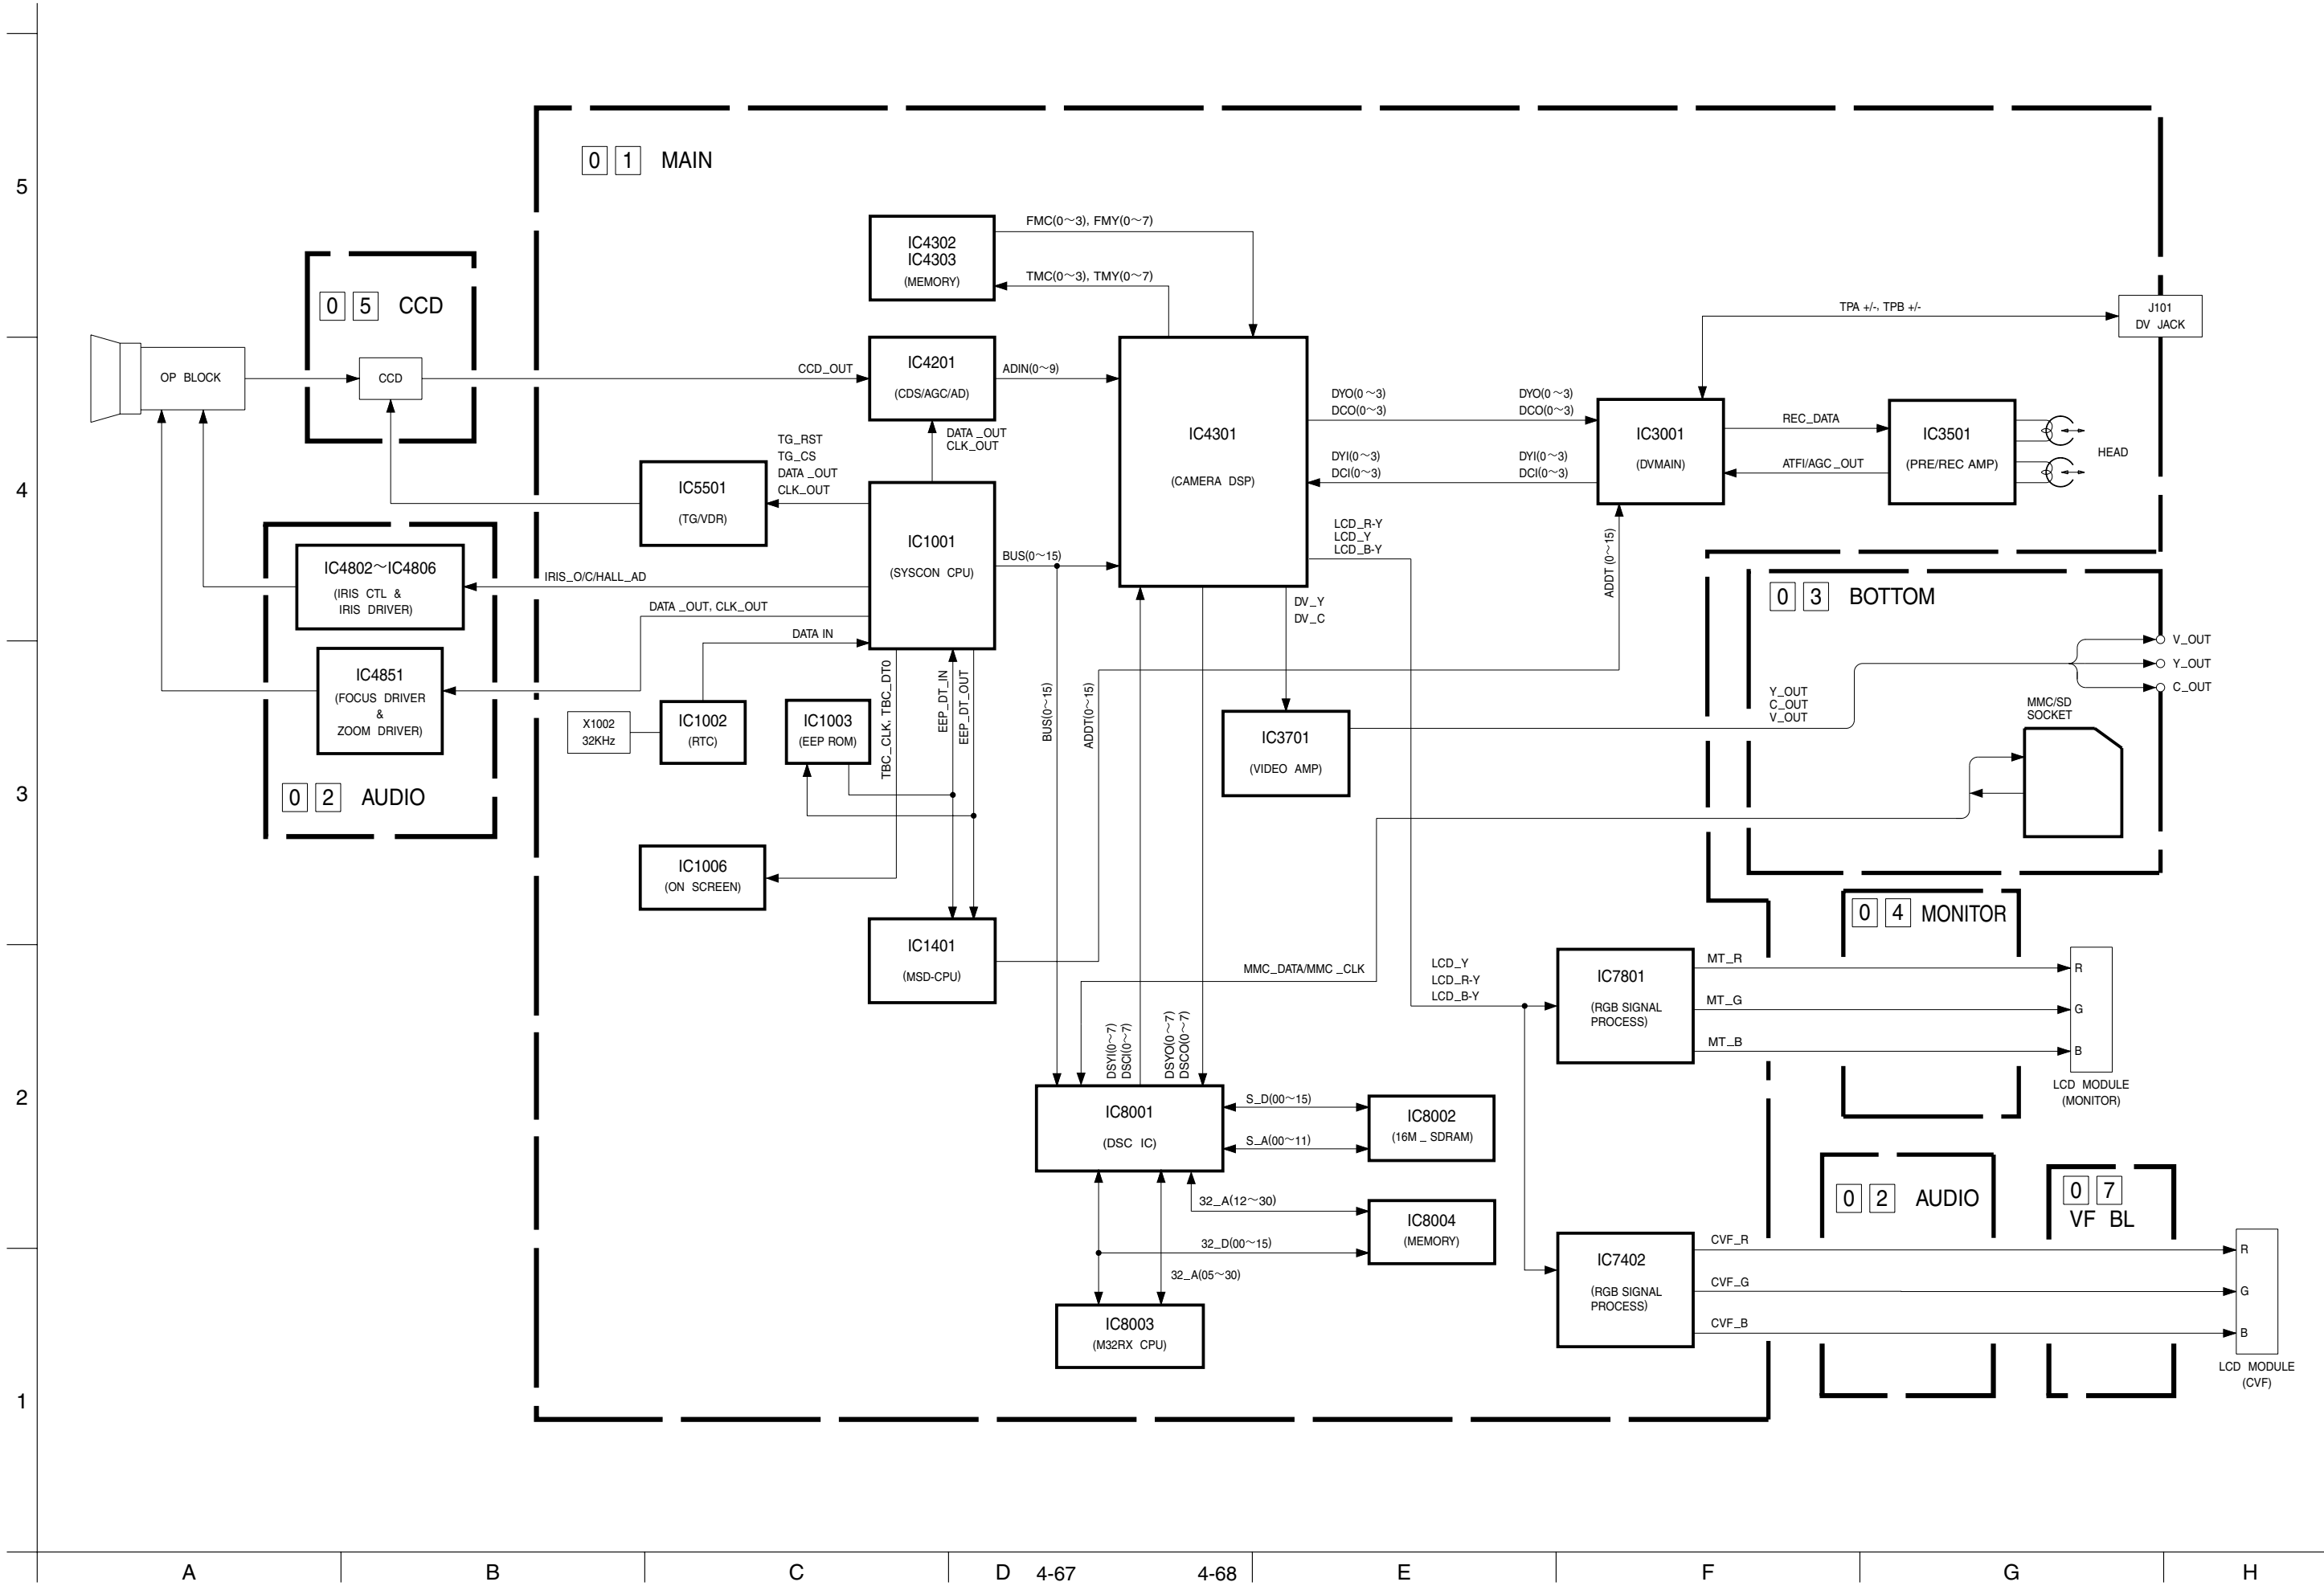 5
4
3
2
1
A
B
C
D
4-67
4-68
E
F
G
H
0 1 MAIN
IC4302
IC4303
(MEMORY)
FMC(0～3), FMY(0～7)
TMC(0～3), TMY(0～7)
0 5 CCD
OP BLOCK
CCD
CCD_OUT
IC4201
(CDS/AGC/AD)
ADIN(0～9)
DATA _OUT
CLK_OUT
TG_RST
TG_CS
DATA _OUT
CLK_OUT
IC5501
(TG/VDR)
IC1001
(SYSCON CPU)
BUS(0～15)
IC4301
(CAMERA DSP)
DYO(0～3)
DCO(0～3)
DYO(0～3)
DCO(0～3)
DYI(0～3)
DCI(0～3)
DYI(0～3)
DCI(0～3)
LCD_R-Y
LCD_Y
LCD_B-Y
DV_Y
DV_C
TPA +/-, TPB +/-
J101
DV JACK
IC3001
(DVMAIN)
REC_DATA
ATFI/AGC_OUT
IC3501
(PRE/REC AMP)
HEAD
ADDT (0～15)
IC4802～IC4806
(IRIS CTL &
IRIS DRIVER)
IRIS_O/C/HALL_AD
DATA _OUT, CLK_OUT
DATA IN
IC4851
(FOCUS DRIVER
&
ZOOM DRIVER)
0 2 AUDIO
X1002
32KHz
IC1002
(RTC)
IC1003
(EEP ROM)
TBC_CLK, TBC_DT0
EEP_DT_IN
EEP_DT_OUT
BUS(0～15)
ADDT(0～15)
IC1006
(ON SCREEN)
IC1401
(MSD-CPU)
IC3701
(VIDEO AMP)
0 3 BOTTOM
V_OUT
Y_OUT
C_OUT
Y_OUT
C_OUT
V_OUT
MMC/SD
SOCKET
MMC_DATA/MMC _CLK
LCD_Y
LCD_R-Y
LCD_B-Y
0 4 MONITOR
IC7801
(RGB SIGNAL
PROCESS)
MT_R
MT_G
MT_B
R
G
B
LCD MODULE
(MONITOR)
DSYI(0～7)
DSCI(0～7)
DSYO(0～7)
DSCO(0～7)
IC8001
(DSC IC)
S_D(00～15)
S_A(00～11)
IC8002
(16M _ SDRAM)
32_A(12～30)
32_D(00～15)
32_A(05～30)
IC8004
(MEMORY)
IC8003
(M32RX CPU)
IC7402
(RGB SIGNAL
PROCESS)
CVF_R
CVF_G
CVF_B
0 2 AUDIO
0 7
VF BL
R
G
B
LCD MODULE
(CVF)